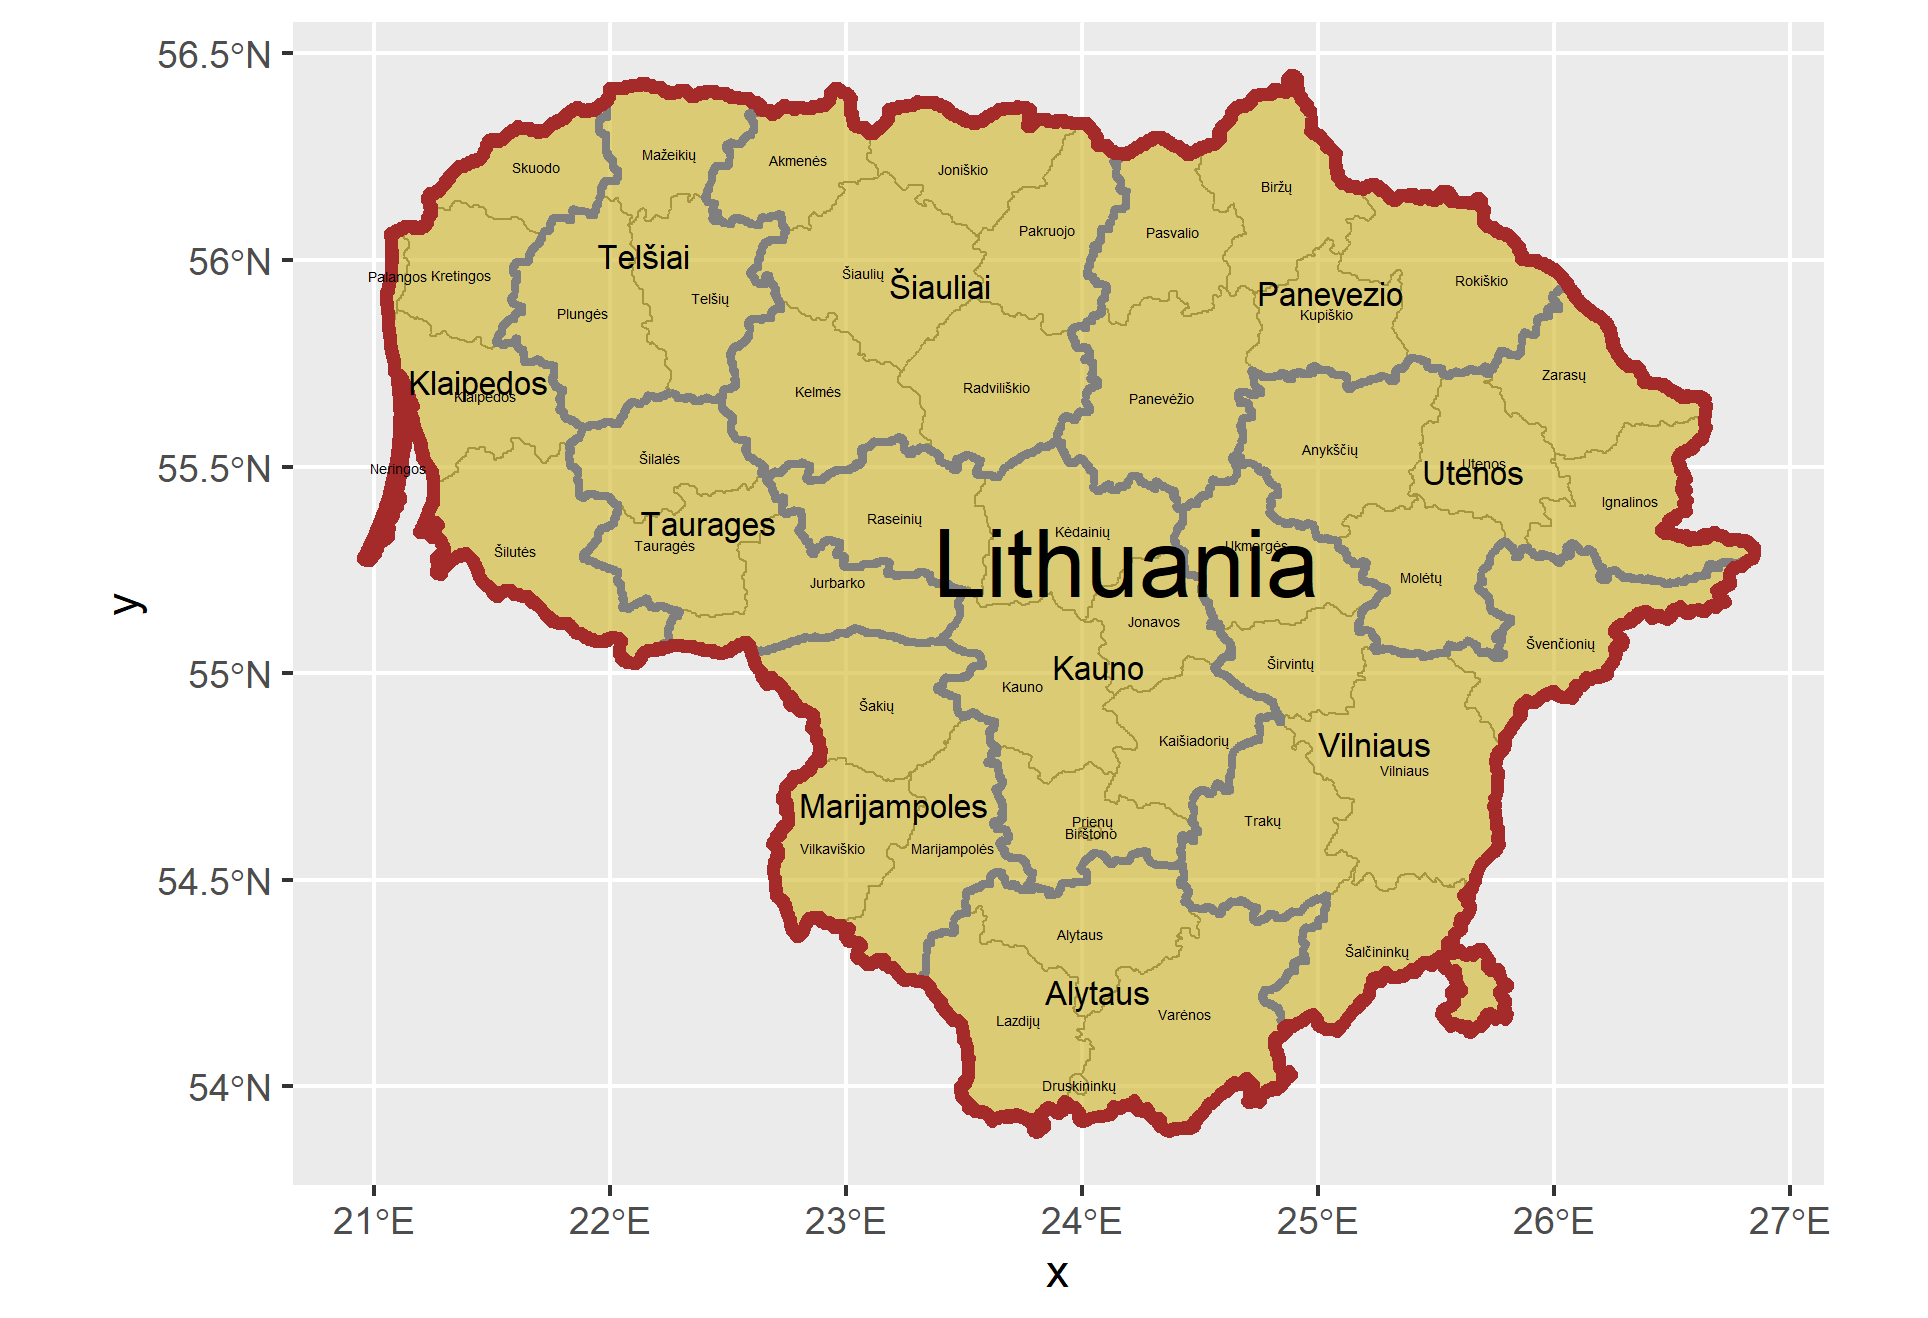 56.5°N
56°N
55.5°N
55°N
54.5°N
54°N
y
Skuodo
Mažeikių
Akmenės
Joniškio
Biržų
Pakruojo
Pasvalio
Telšiai
Palangos
Kretingos
Šiaulių
Šiauliai
Rokiškio
Telšių
Panevezio
Plungės
Kupiškio
Zarasų
Klaipedos
Klaipėdos
Kelmės
Radviliškio
Panevėžio
Anykščių
Šilalės
Utenos
Utenos
Neringos
Ignalinos
Raseinių
Taurages
Kėdainių
Tauragės
Ukmergės
Šilutės
Lithuania
Jurbarko
Molėtų
Jonavos
Švenčionių
Širvintų
Kauno
Kauno
Šakių
Kaišiadorių
Vilniaus
Vilniaus
Marijampoles
Prienų
Trakų
Birštono
Vilkaviškio
Marijampolės
Alytaus
Šalčininkų
Alytaus
Lazdijų
Varėnos
Druskininkų
21°E 22°E 23°E 24°E 25°E 26°E 27°E
x